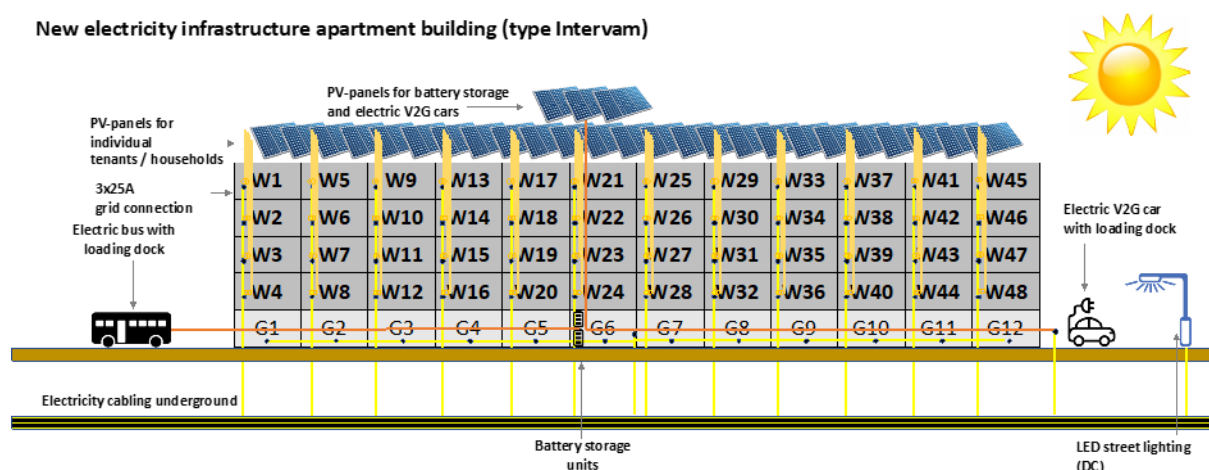 New electricity infrastructure apartment building (type Intervam)
PV-panels for battery storage
and electric V2G cars
PV-panels for
individual
tenants / households
3x25A
grid connection
Electric bus with
loading dock
W1 W5 W9 W13 W17 W21 W25 W29 W33 W37 W41 W45
W2 W6 W10 W14 W18 W22 W26 W30 W34 W38 W42 W46
W3 W7 W11 W15 W19 W23 W27 W31 W35 W39 W43 W47
W4 W8 W12 W16 W20 W24 W28 W32 W36 W40 W44 W48
G1 G2 G3 G4 G5 G6 G7 G8 G9 G10 G11 G12
Electric V2G car
with loading dock
Electricity cabling underground
Battery storage
units
LED street lighting
(DC)